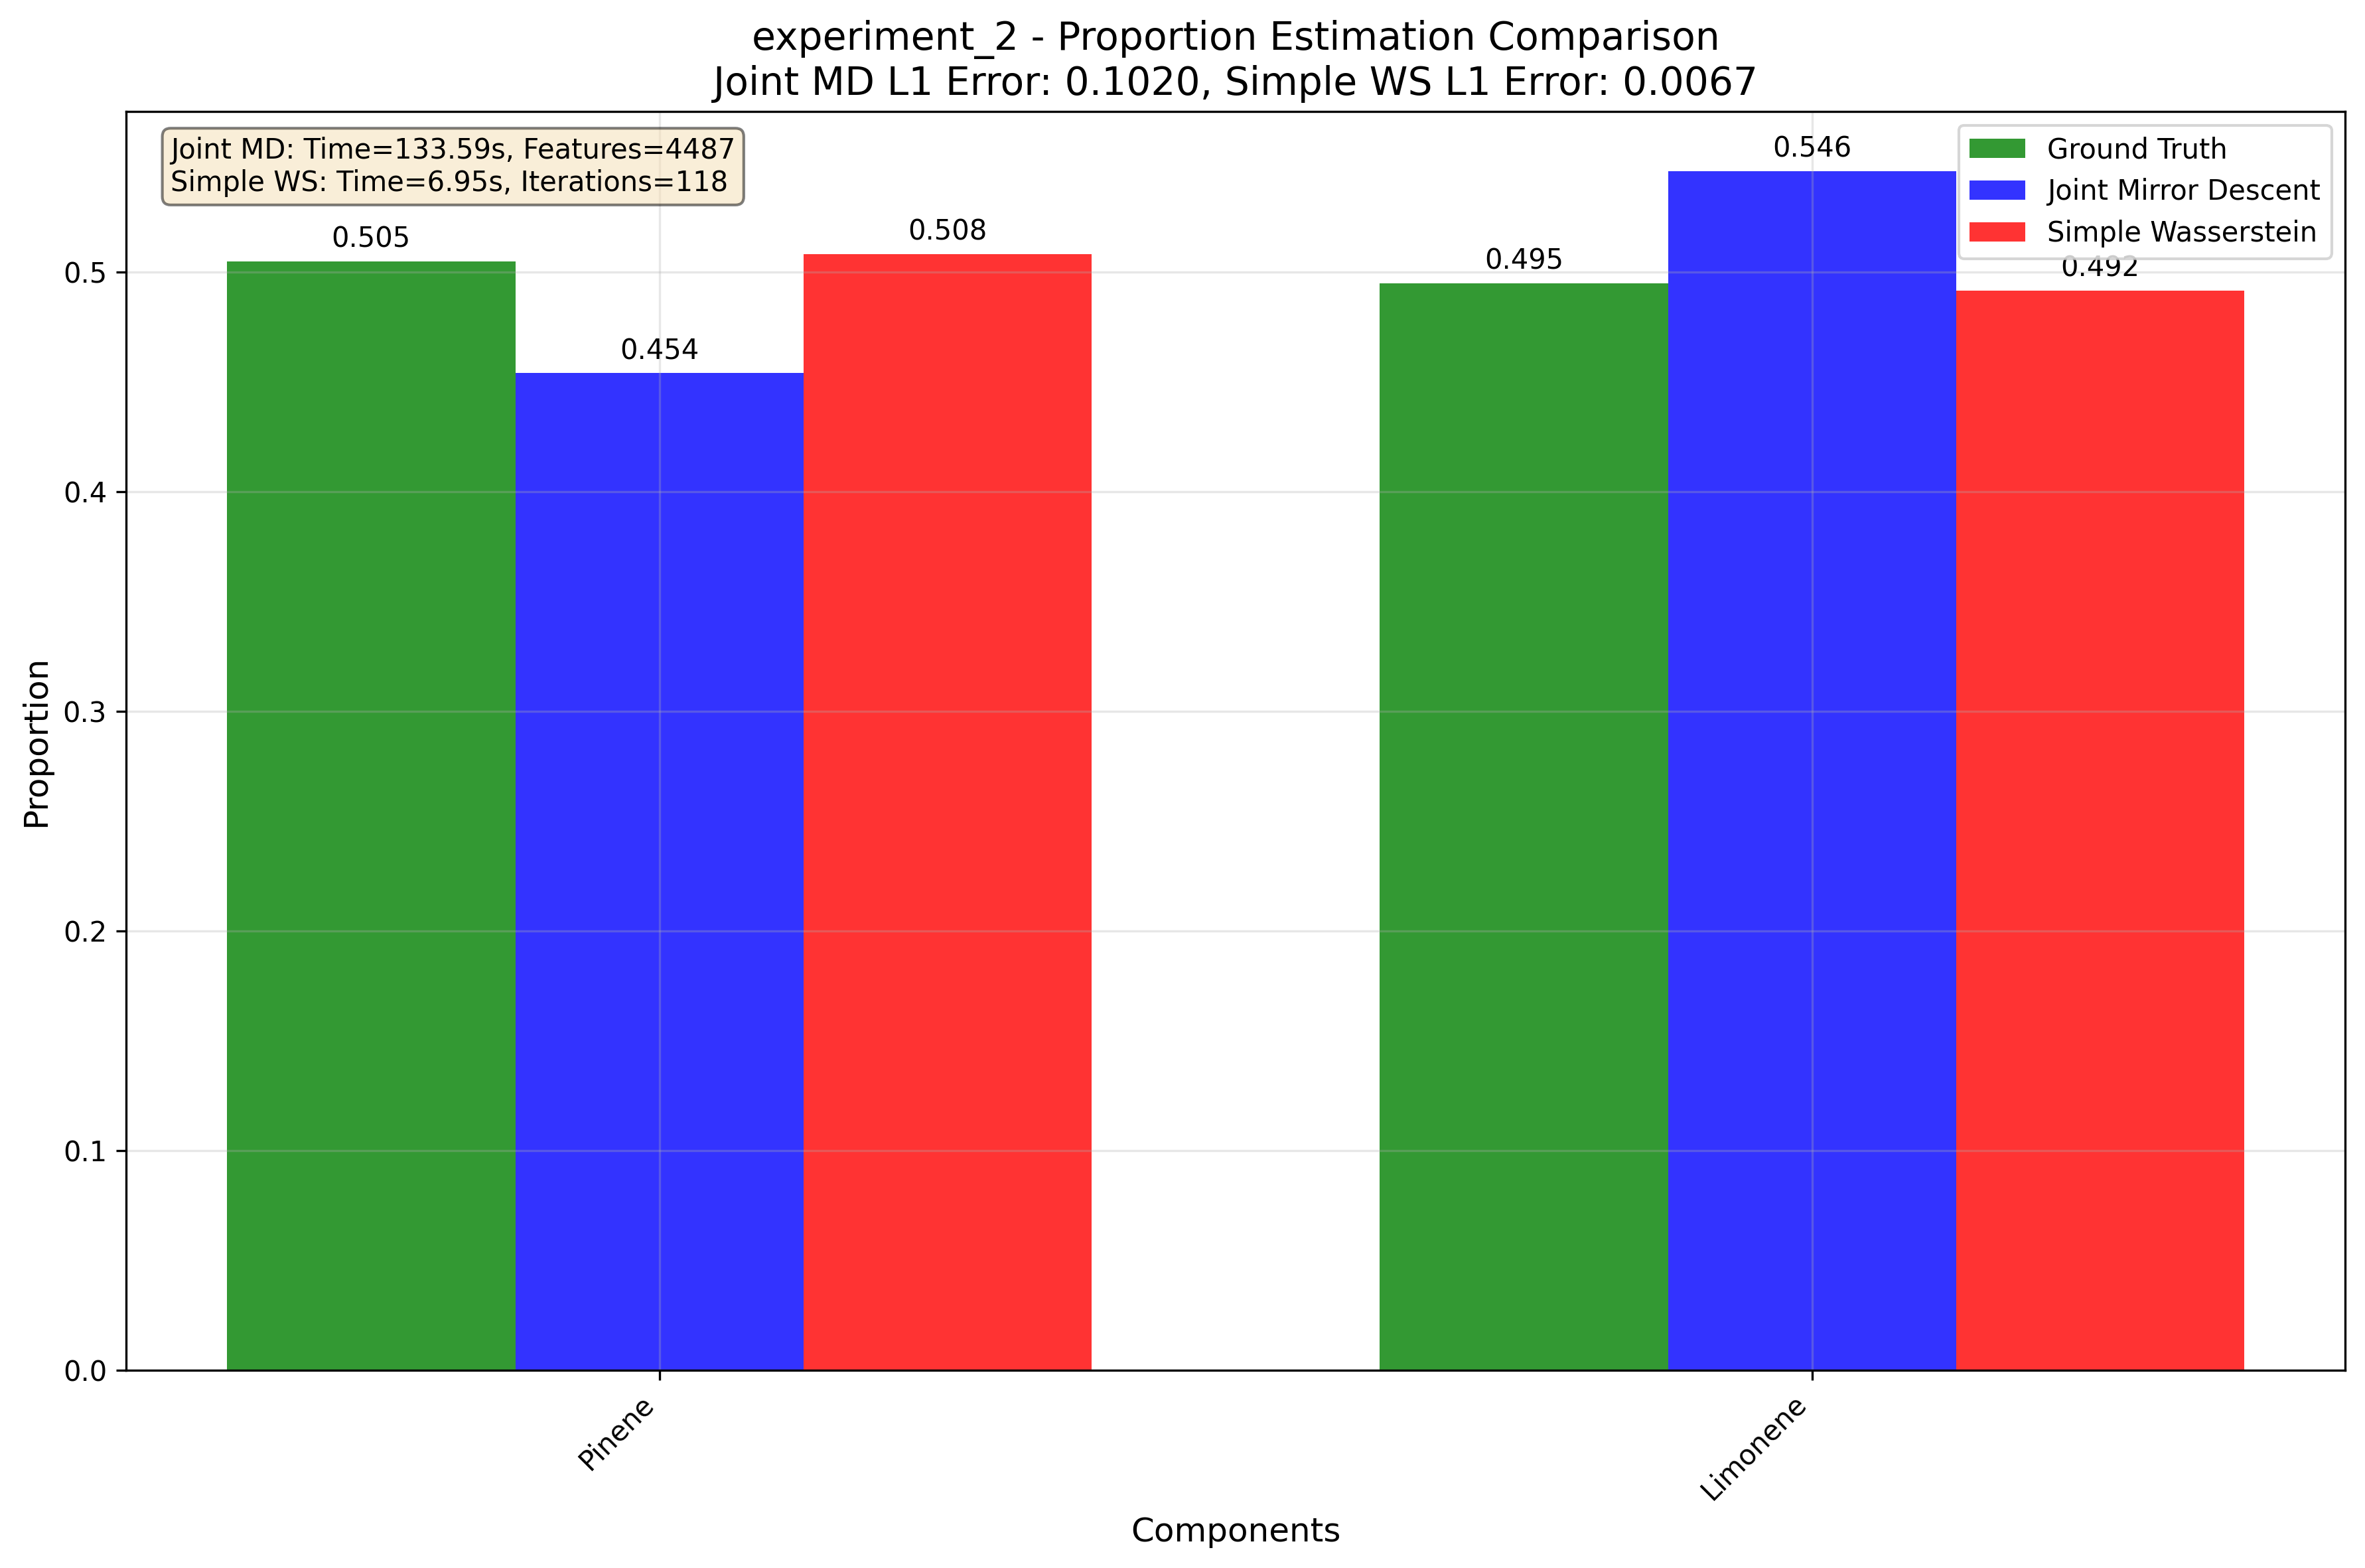 experiment_2 - Proportion Estimation Comparison
Joint MD L1 Error: 0.1020, Simple WS L1 Error: 0.0067
Joint MD: Time=133.59s, Features=4487
Simple WS: Time=6.95s, Iterations=118
Ground Truth
Joint Mirror Descent
Simple Wasserstein
0.505
0.454
0.508
0.495
0.546
0.492
0.5
0.4
0.3
0.2
0.1
0.0
Proportion
Pinene
Limonene
Components